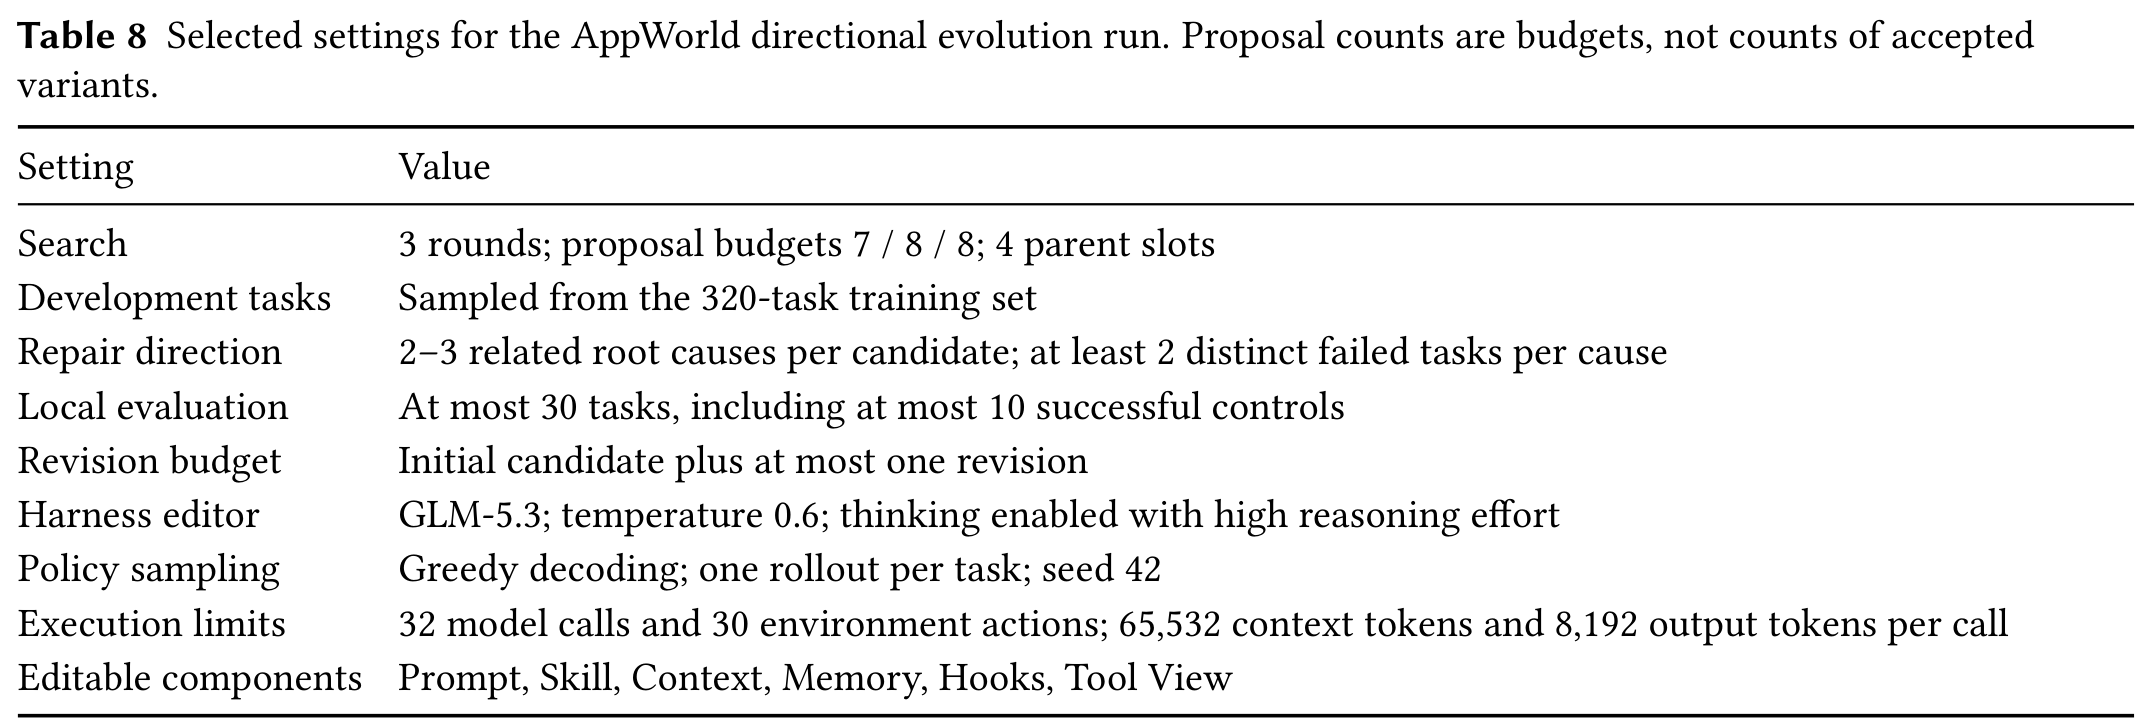 Table 8 Selected settings for the AppWorld directional evolution run. Proposal counts are budgets, not counts of accepted
variants.
Setting Value
Search 3 rounds; proposal budgets 7 / 8 / 8; 4 parent slots
Development tasks Sampled from the 320-task training set
Repair direction 2–3 related root causes per candidate; at least 2 distinct failed tasks per cause
Local evaluation At most 30 tasks, including at most 10 successful controls
Revision budget Initial candidate plus at most one revision
Harness editor GLM-5.3; temperature 0.6; thinking enabled with high reasoning effort
Policy sampling Greedy decoding; one rollout per task; seed 42
Execution limits 32 model calls and 30 environment actions; 65,532 context tokens and 8,192 output tokens per call
Editable components Prompt, Skill, Context, Memory, Hooks, Tool View